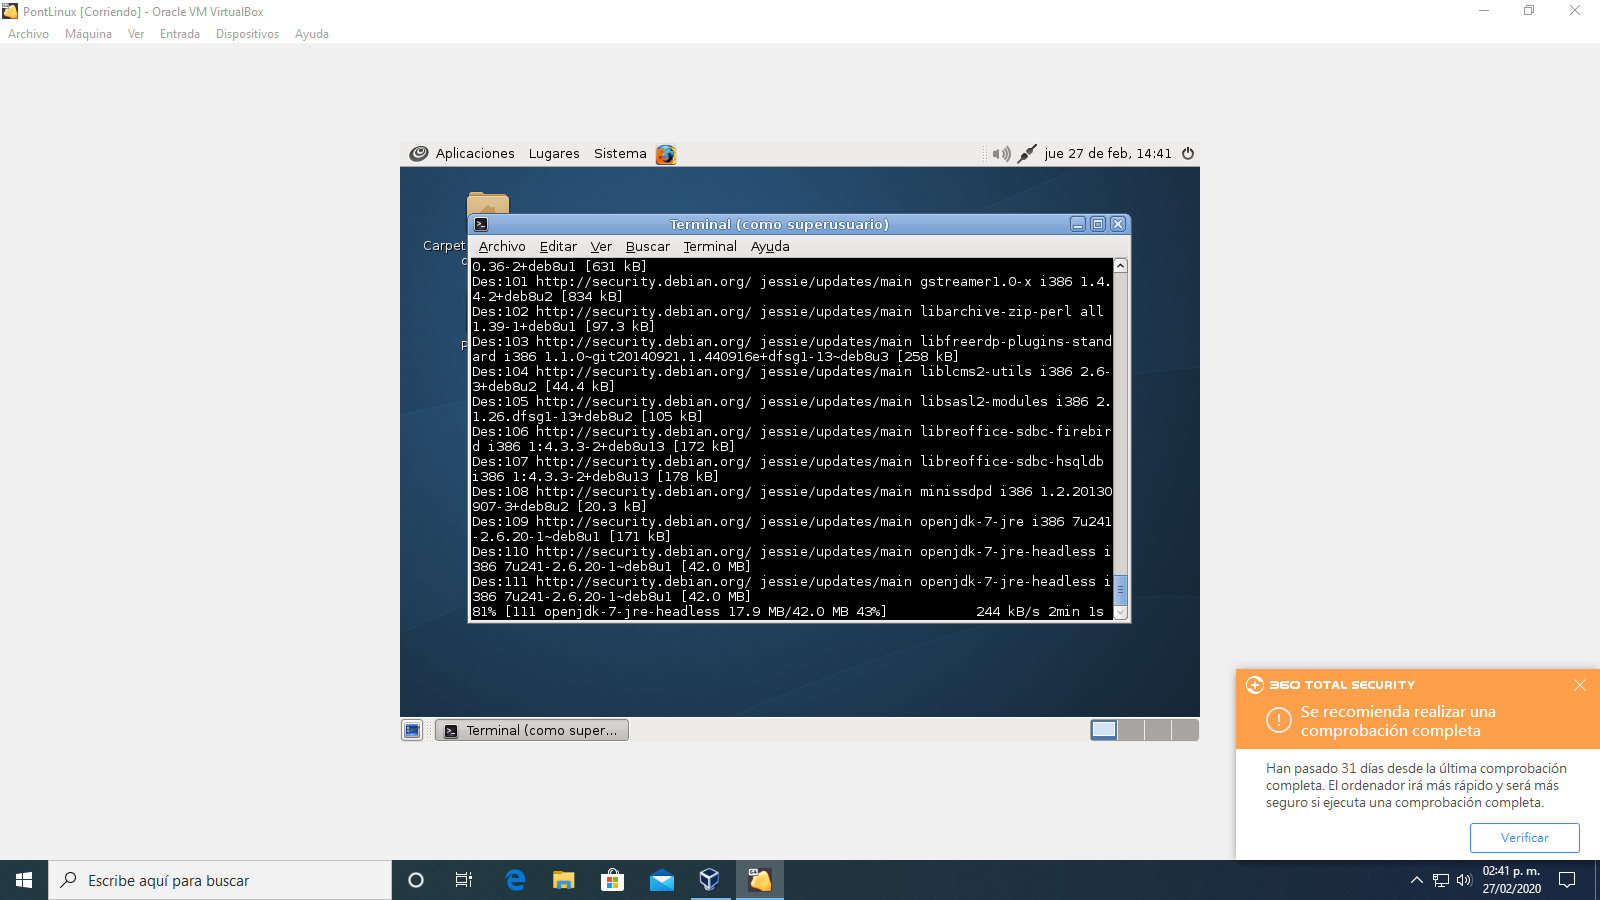 PontLinux [Corriendo] - Oracle VM VirtualBox
Archivo Máquina Ver Entrada Dispositivos Ayuda
Aplicaciones Lugares Sistema jue 27 de feb, 14:41
Carpet
Terminal (como superusuario)
Archivo Editar Ver Buscar Terminal Ayuda
0.36-2+deb8u1 [631 kB]
Des:101 http://security.debian.org/ jessie/updates/main gstreamer1.0-x i386 1.4.
4-2+deb8u2 [834 kB]
Des:102 http://security.debian.org/ jessie/updates/main libarchive-zip-perl all
1.39-1+deb8u1 [97.3 kB]
Des:103 http://security.debian.org/ jessie/updates/main libfreerdp-plugins-stand
ard i386 1.1.0~git20140921.1.440916e+dfsg1-13~deb8u3 [258 kB]
Des:104 http://security.debian.org/ jessie/updates/main liblcms2-utils i386 2.6-
3+deb8u2 [44.4 kB]
Des:105 http://security.debian.org/ jessie/updates/main libsasl2-modules i386 2.
1.26.dfsg1-13+deb8u2 [105 kB]
Des:106 http://security.debian.org/ jessie/updates/main libreoffice-sdbc-firebir
d i386 1:4.3.3-2+deb8u13 [172 kB]
Des:107 http://security.debian.org/ jessie/updates/main libreoffice-sdbc-hsqldb
i386 1:4.3.3-2+deb8u13 [178 kB]
Des:108 http://security.debian.org/ jessie/updates/main minissdpd i386 1.2.20130
907-3+deb8u2 [20.3 kB]
Des:109 http://security.debian.org/ jessie/updates/main openjdk-7-jre i386 7u241
-2.6.20-1~deb8u1 [171 kB]
Des:110 http://security.debian.org/ jessie/updates/main openjdk-7-jre-headless i
386 7u241-2.6.20-1~deb8u1 [42.0 MB]
Des:111 http://security.debian.org/ jessie/updates/main openjdk-7-jre-headless i
386 7u241-2.6.20-1~deb8u1 [42.0 MB]
81% [111 openjdk-7-jre-headless 17.9 MB/42.0 MB 43%] 244 kB/s 2min 1s
Terminal (como super...
360 TOTAL SECURITY
Se recomienda realizar una
comprobación completa
Han pasado 31 días desde la última comprobación
completa. El ordenador irá más rápido y será más
seguro si ejecuta una comprobación completa.
Verificar
Escribe aquí para buscar
02:41 p. m.
27/02/2020